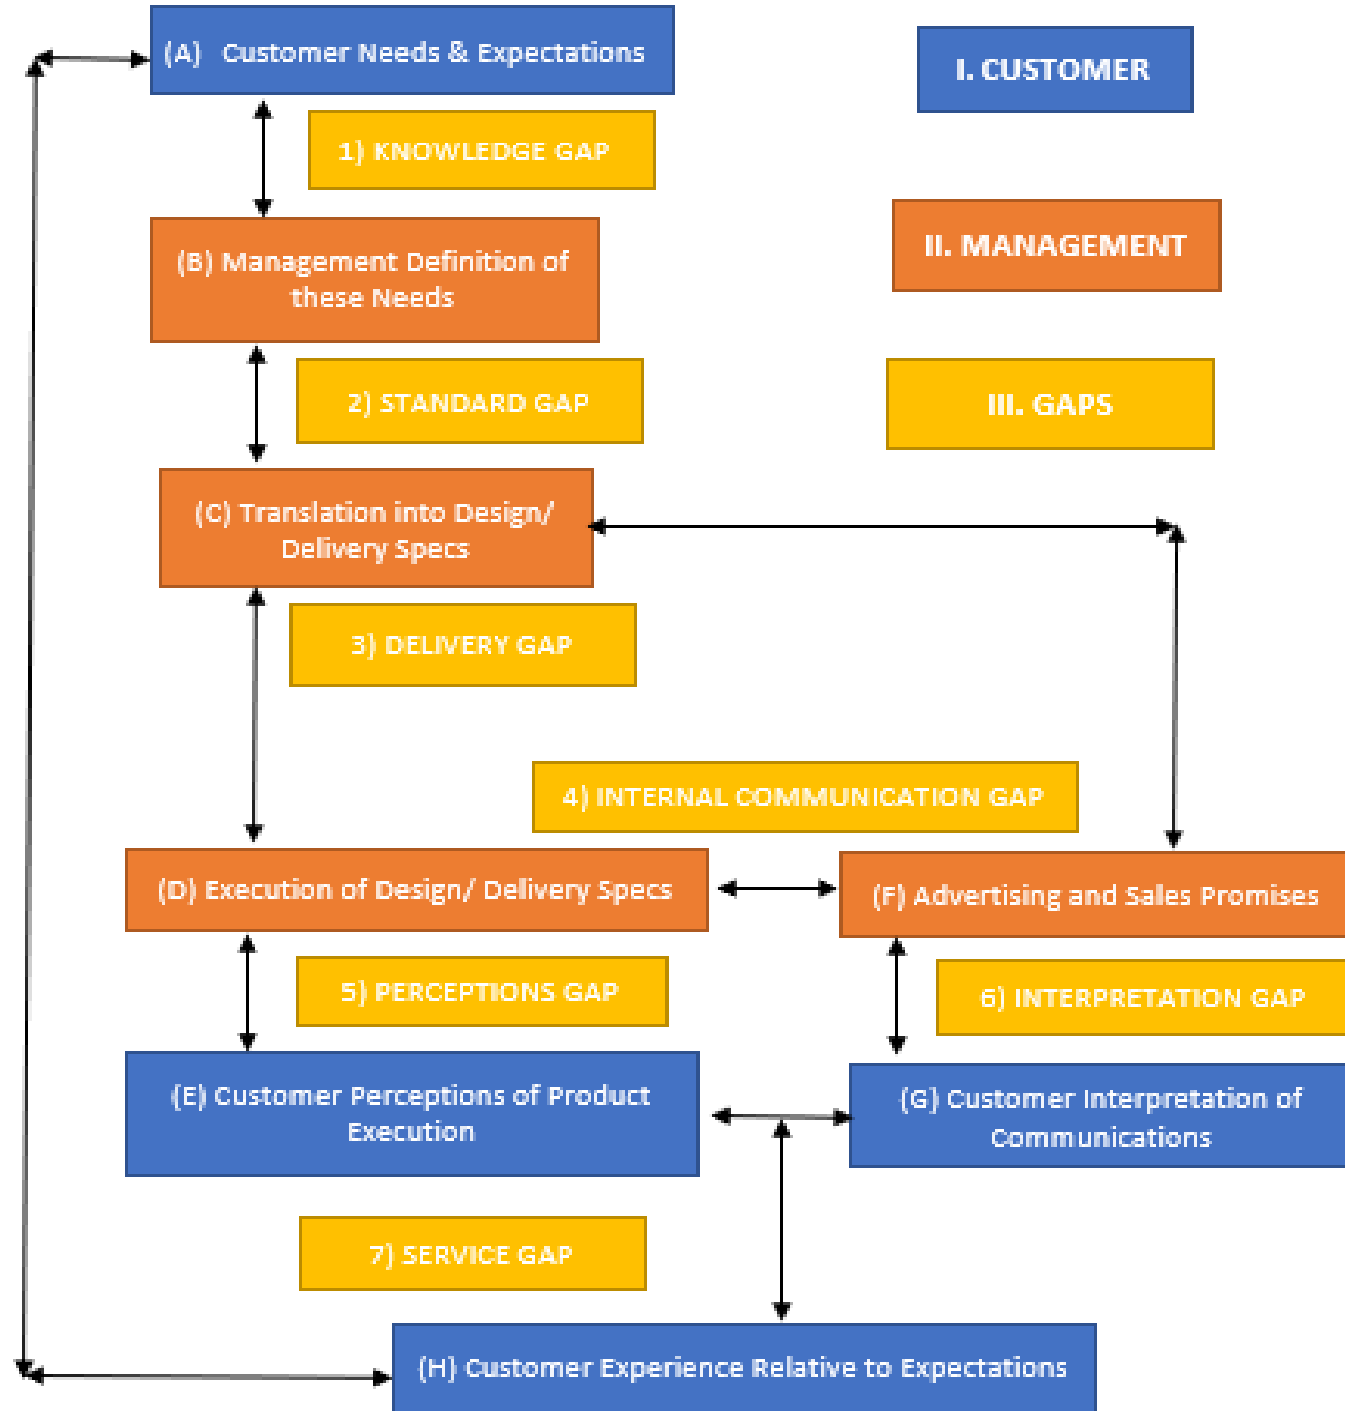 (A) Customer Needs & Expectations
I. CUSTOMER
1) KNOWLEDGE GAP
(B) Management Definition of
these Needs
II. MANAGEMENT
2) STANDARD GAP
III. GAPS
(C) Translation into Design/
Delivery Specs
3) DELIVERY GAP
4) INTERNAL COMMUNICATION GAP
(D) Execution of Design/ Delivery Specs
(F) Advertising and Sales Promises
5) PERCEPTIONS GAP
6) INTERPRETATION GAP
(E) Customer Perceptions of Product
Execution
(G) Customer Interpretation of
Communications
7) SERVICE GAP
(H) Customer Experience Relative to Expectations